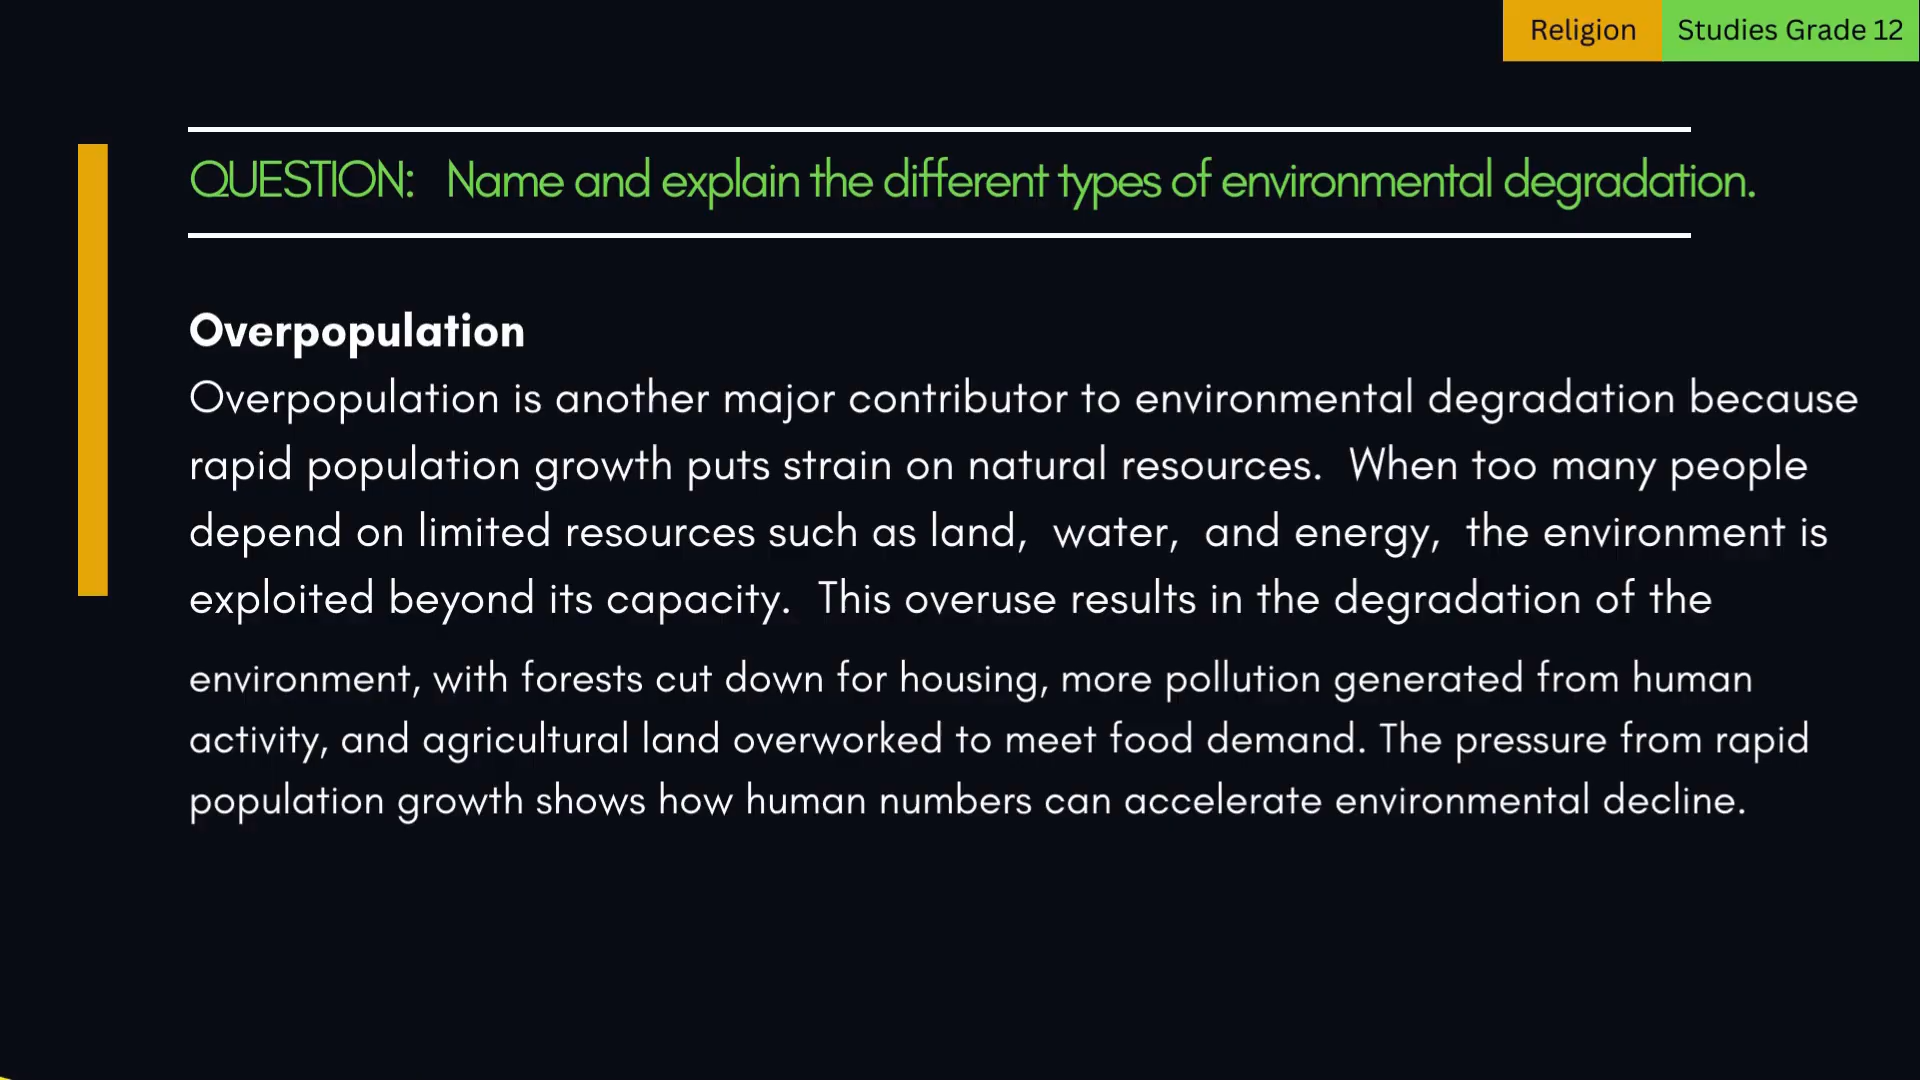 Religion Studies Grade 12
QUESTION: Name and explain the different types of environmental degradation.
Overpopulation
Overpopulation is another major contributor to environmental degradation because
rapid population growth puts strain on natural resources. When too many people
depend on limited resources such as land, water, and energy, the environment is
exploited beyond its capacity. This overuse results in the degradation of the
environment, with forests cut down for housing, more pollution generated from human
activity, and agricultural land overworked to meet food demand. The pressure from rapid
population growth shows how human numbers can accelerate environmental decline.